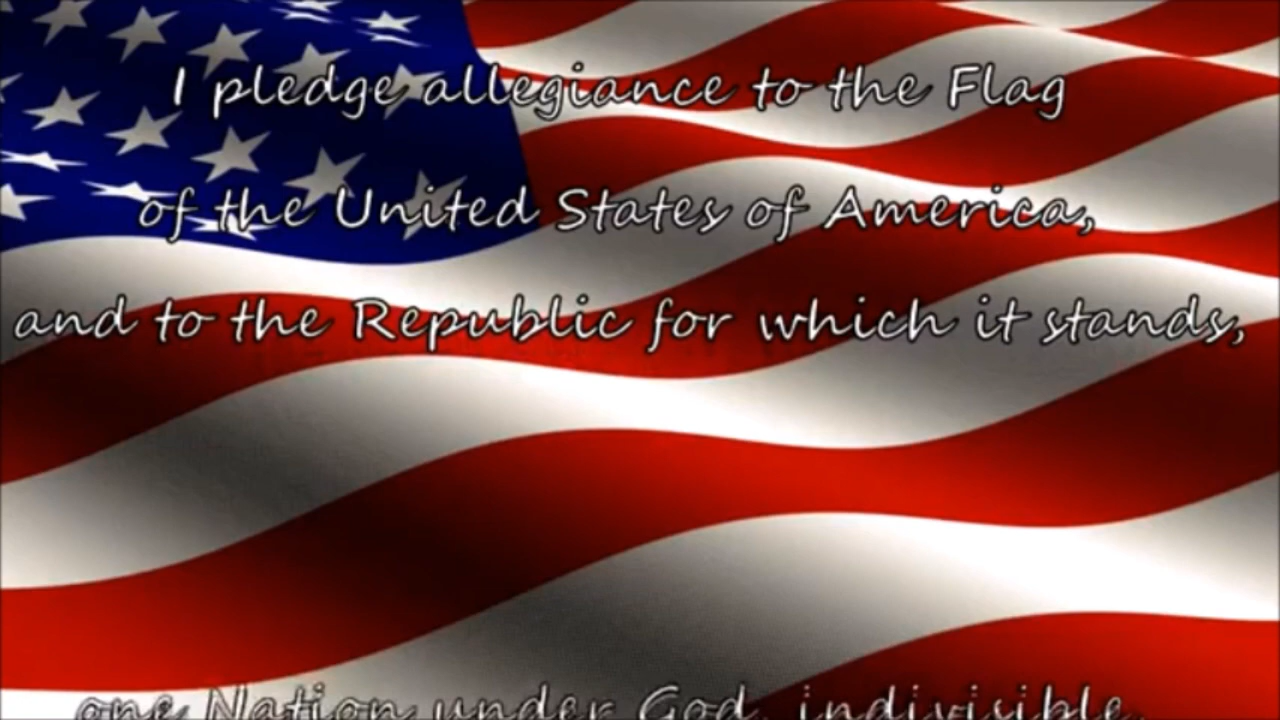 I pledge allegiance to the Flag
of the United States of America,
and to the Republic for which it stands,
one Nation under God, indivisible,